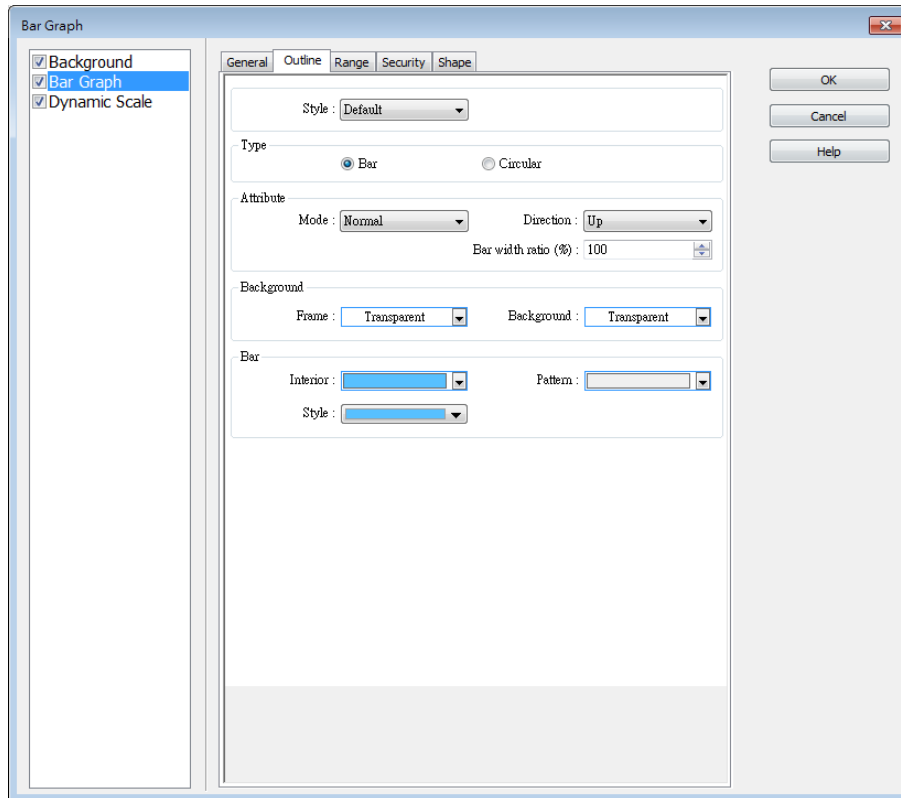 Bar Graph
Background
Bar Graph
Dynamic Scale
General Outline Range Security Shape
Style : Default
Type
Bar Circular
Attribute
Mode : Normal Direction : Up
Bar width ratio (%) : 100
Background
Frame : Transparent Background : Transparent
Bar
Interior : Pattern :
Style :
OK
Cancel
Help